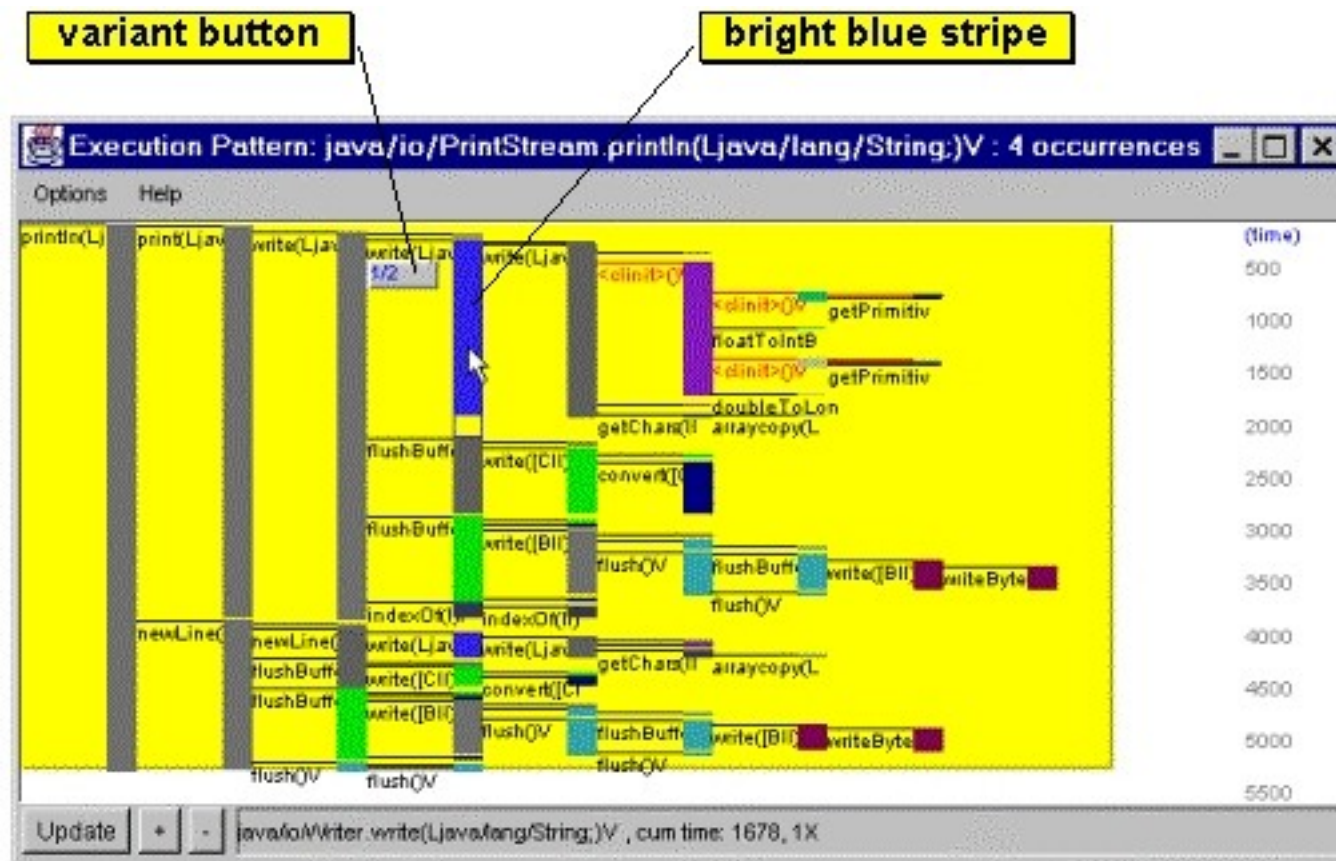 variant button
bright blue stripe
Execution Pattern: java/io/PrintStream.println(Ljava/lang/String;)V : 4 occurrences
Options Help
println(Lj print(Ljav write(Ljav write(Ljav write(Ljav (time)
1/2 <clinit>()V 500
<clinit>()V getPrimitiv
floatToIntB 1000
<clinit>()V getPrimitiv 1500
doubleToLon
getChars(II arraycopy(L 2000
flushBuffe write([CII)
convert([C 2500
flushBuffe write([BII) 3000
flush()V flushBuffe write([BII) writeByte
flush()V 3500
indexOf(I) indexOf(II)
newLine( newLine( write(Ljav write(Ljav 4000
getChars(II arraycopy(L
flushBuffe write([CII) convert([CI 4500
flushBuffe write([BII)
flush()V flushBuffe write([BII) writeByte 5000
flush()V
flush()V flush()V
5500
Update + - java/io/Writer.write(Ljava/lang/String;)V , cum time: 1678, 1X